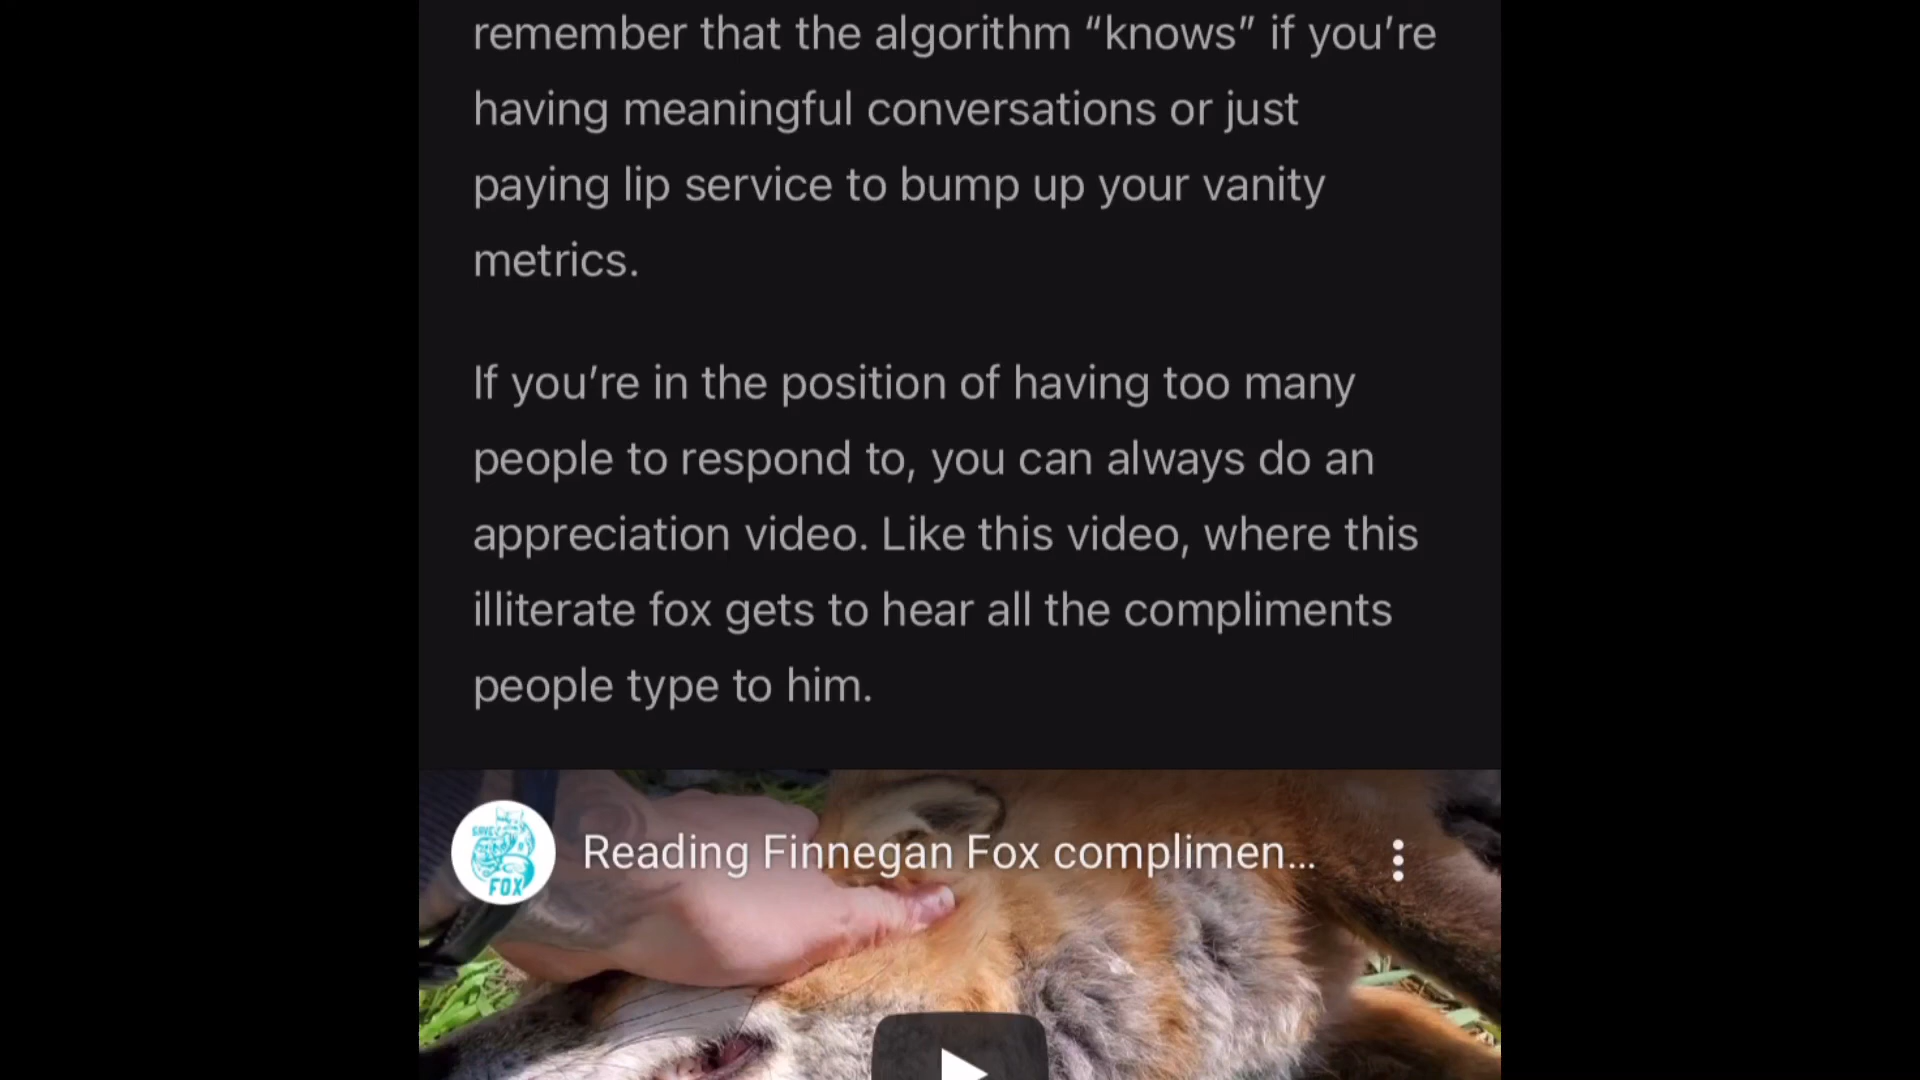 remember that the algorithm “knows” if you’re
having meaningful conversations or just
paying lip service to bump up your vanity
metrics.
If you’re in the position of having too many
people to respond to, you can always do an
appreciation video. Like this video, where this
illiterate fox gets to hear all the compliments
people type to him.
SAVE A
FOX
Reading Finnegan Fox complimen...